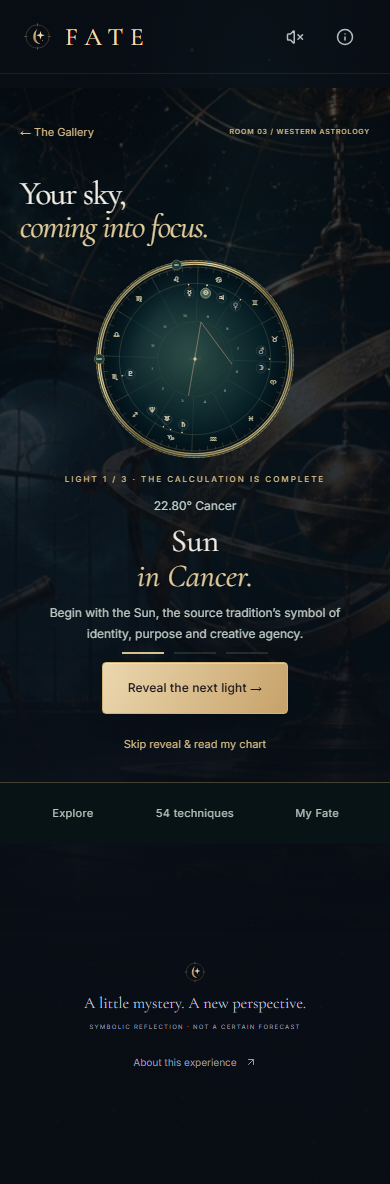 FATE
← The Gallery
ROOM 03 / WESTERN ASTROLOGY
Your sky,
coming into focus.
LIGHT 1 / 3 · THE CALCULATION IS COMPLETE
22.80° Cancer
Sun
in Cancer.
Begin with the Sun, the source tradition’s symbol of
identity, purpose and creative agency.
Reveal the next light →
Skip reveal & read my chart
Explore
54 techniques
My Fate
A little mystery. A new perspective.
SYMBOLIC REFLECTION · NOT A CERTAIN FORECAST
About this experience ↗